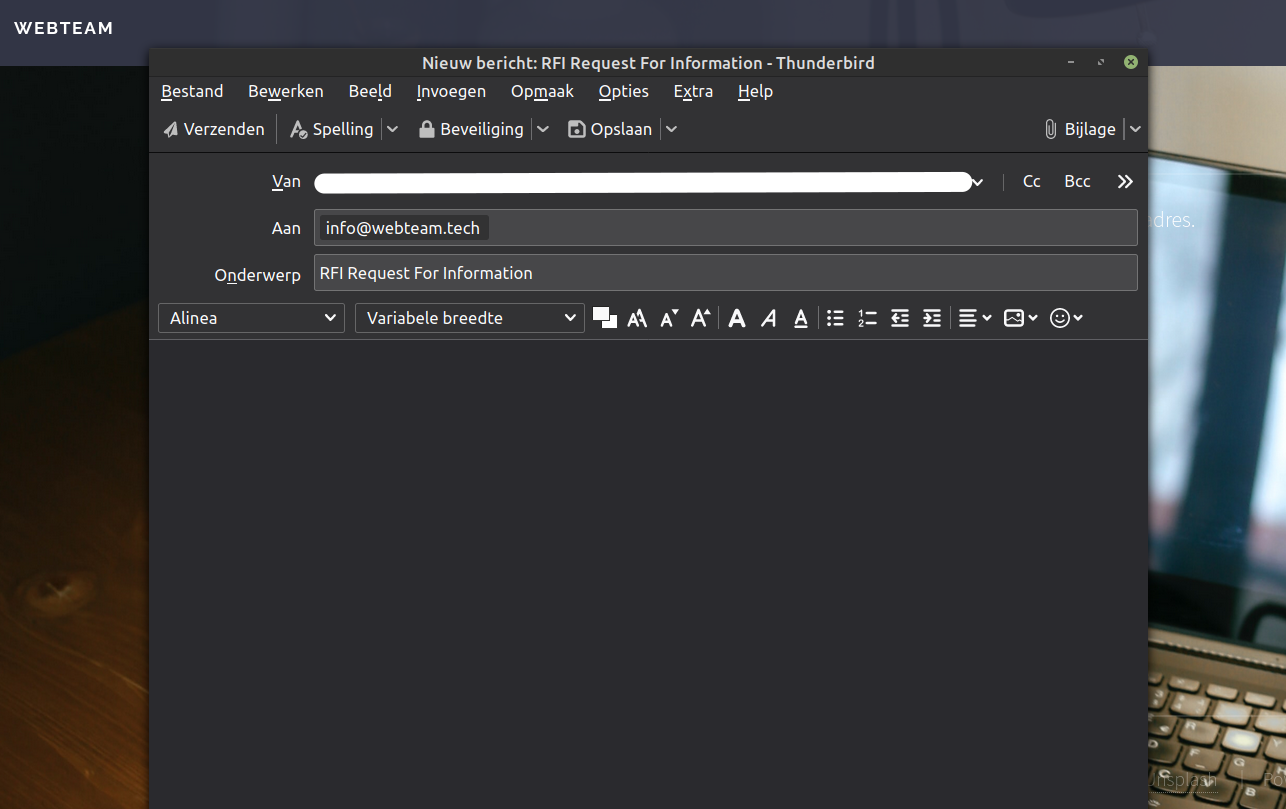 WEBTEAM
Nieuw bericht: RFI Request For Information - Thunderbird
Bestand Bewerken Beeld Invoegen Opmaak Opties Extra Help
Verzenden Spelling Beveiliging Opslaan Bijlage
Van Cc Bcc
Aan info@webteam.tech
adres.
Onderwerp RFI Request For Information
Alinea Variabele breedte
Unsplash |